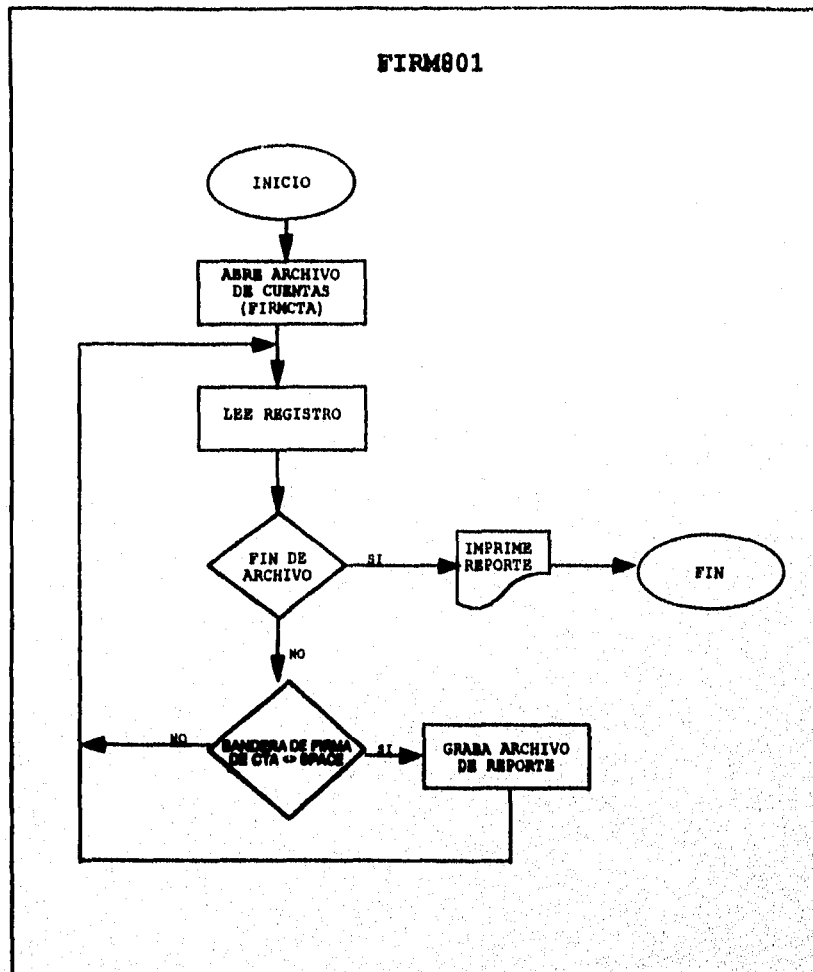 FIRM801
INICIO
ABRE ARCHIVO
DE CUENTAS
(FIRMCTA)
LEE REGISTRO
FIN DE
ARCHIVO
SI
IMPRIME
REPORTE
FIN
NO
BANDERA DE FIRMA
DE CTA <> SPACE
NO
SI
GRABA ARCHIVO
DE REPORTE